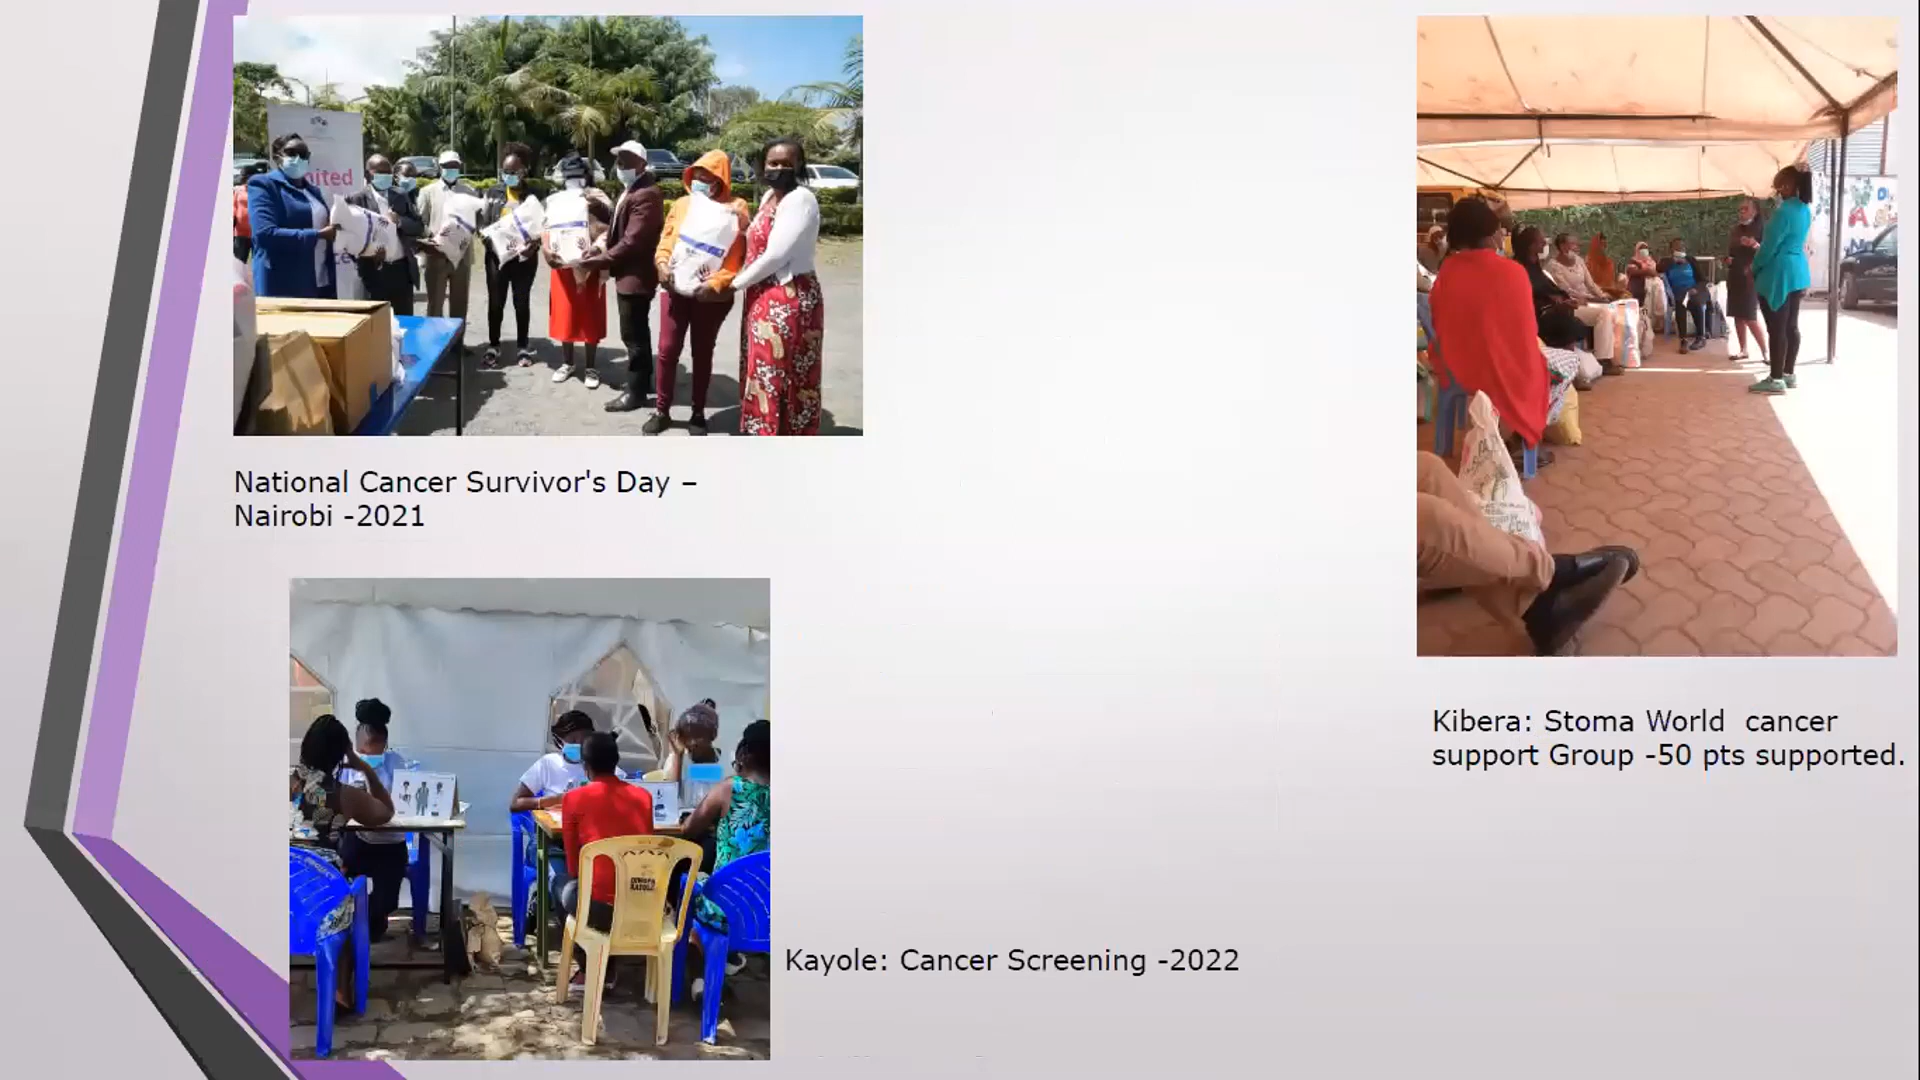 nited
National Cancer Survivor's Day –
Nairobi -2021
Kibera: Stoma World  cancer
support Group -50 pts supported.
Kayole: Cancer Screening -2022